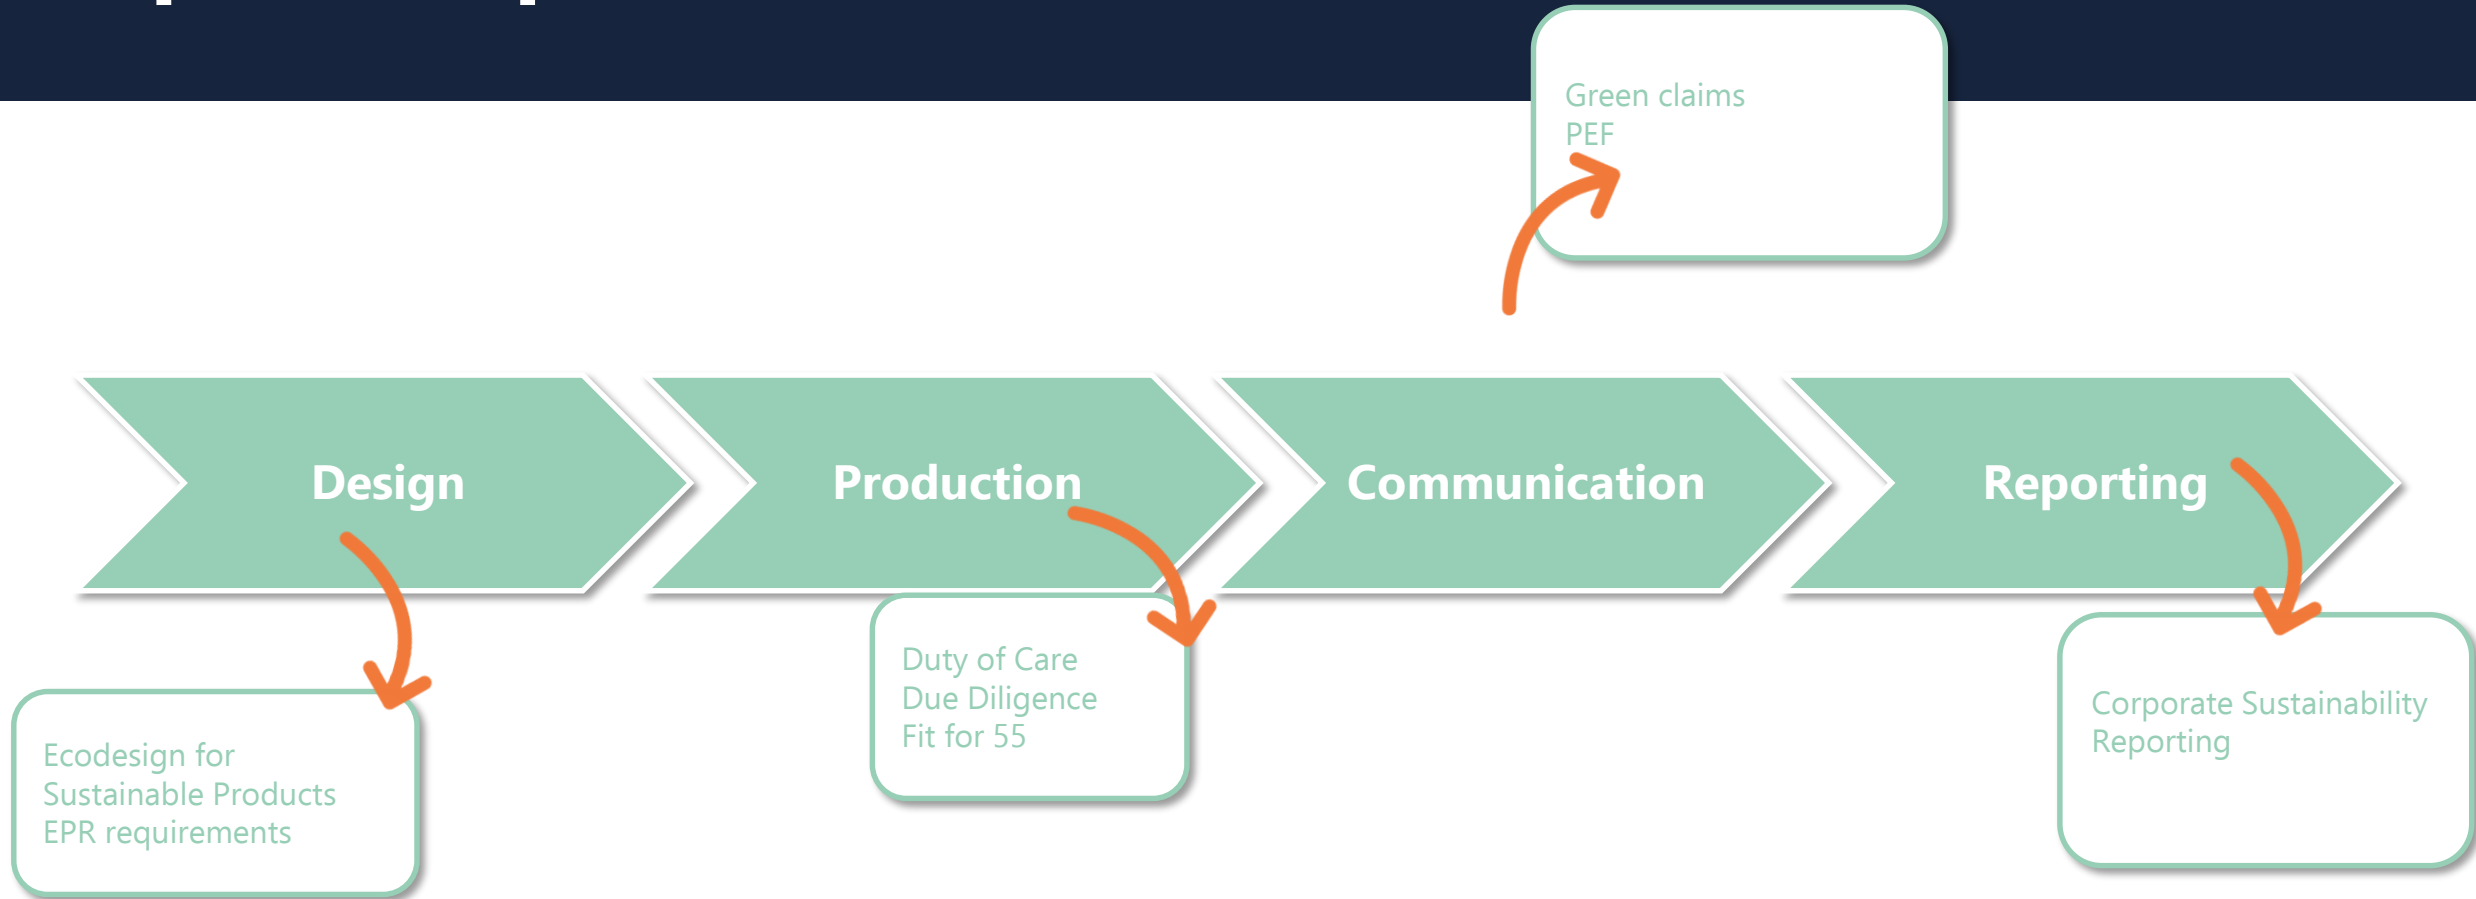 Green claims
PEF
Design
Production
Communication
Reporting
Duty of Care
Due Diligence
Fit for 55
Corporate Sustainability
Reporting
Ecodesign for
Sustainable Products
EPR requirements